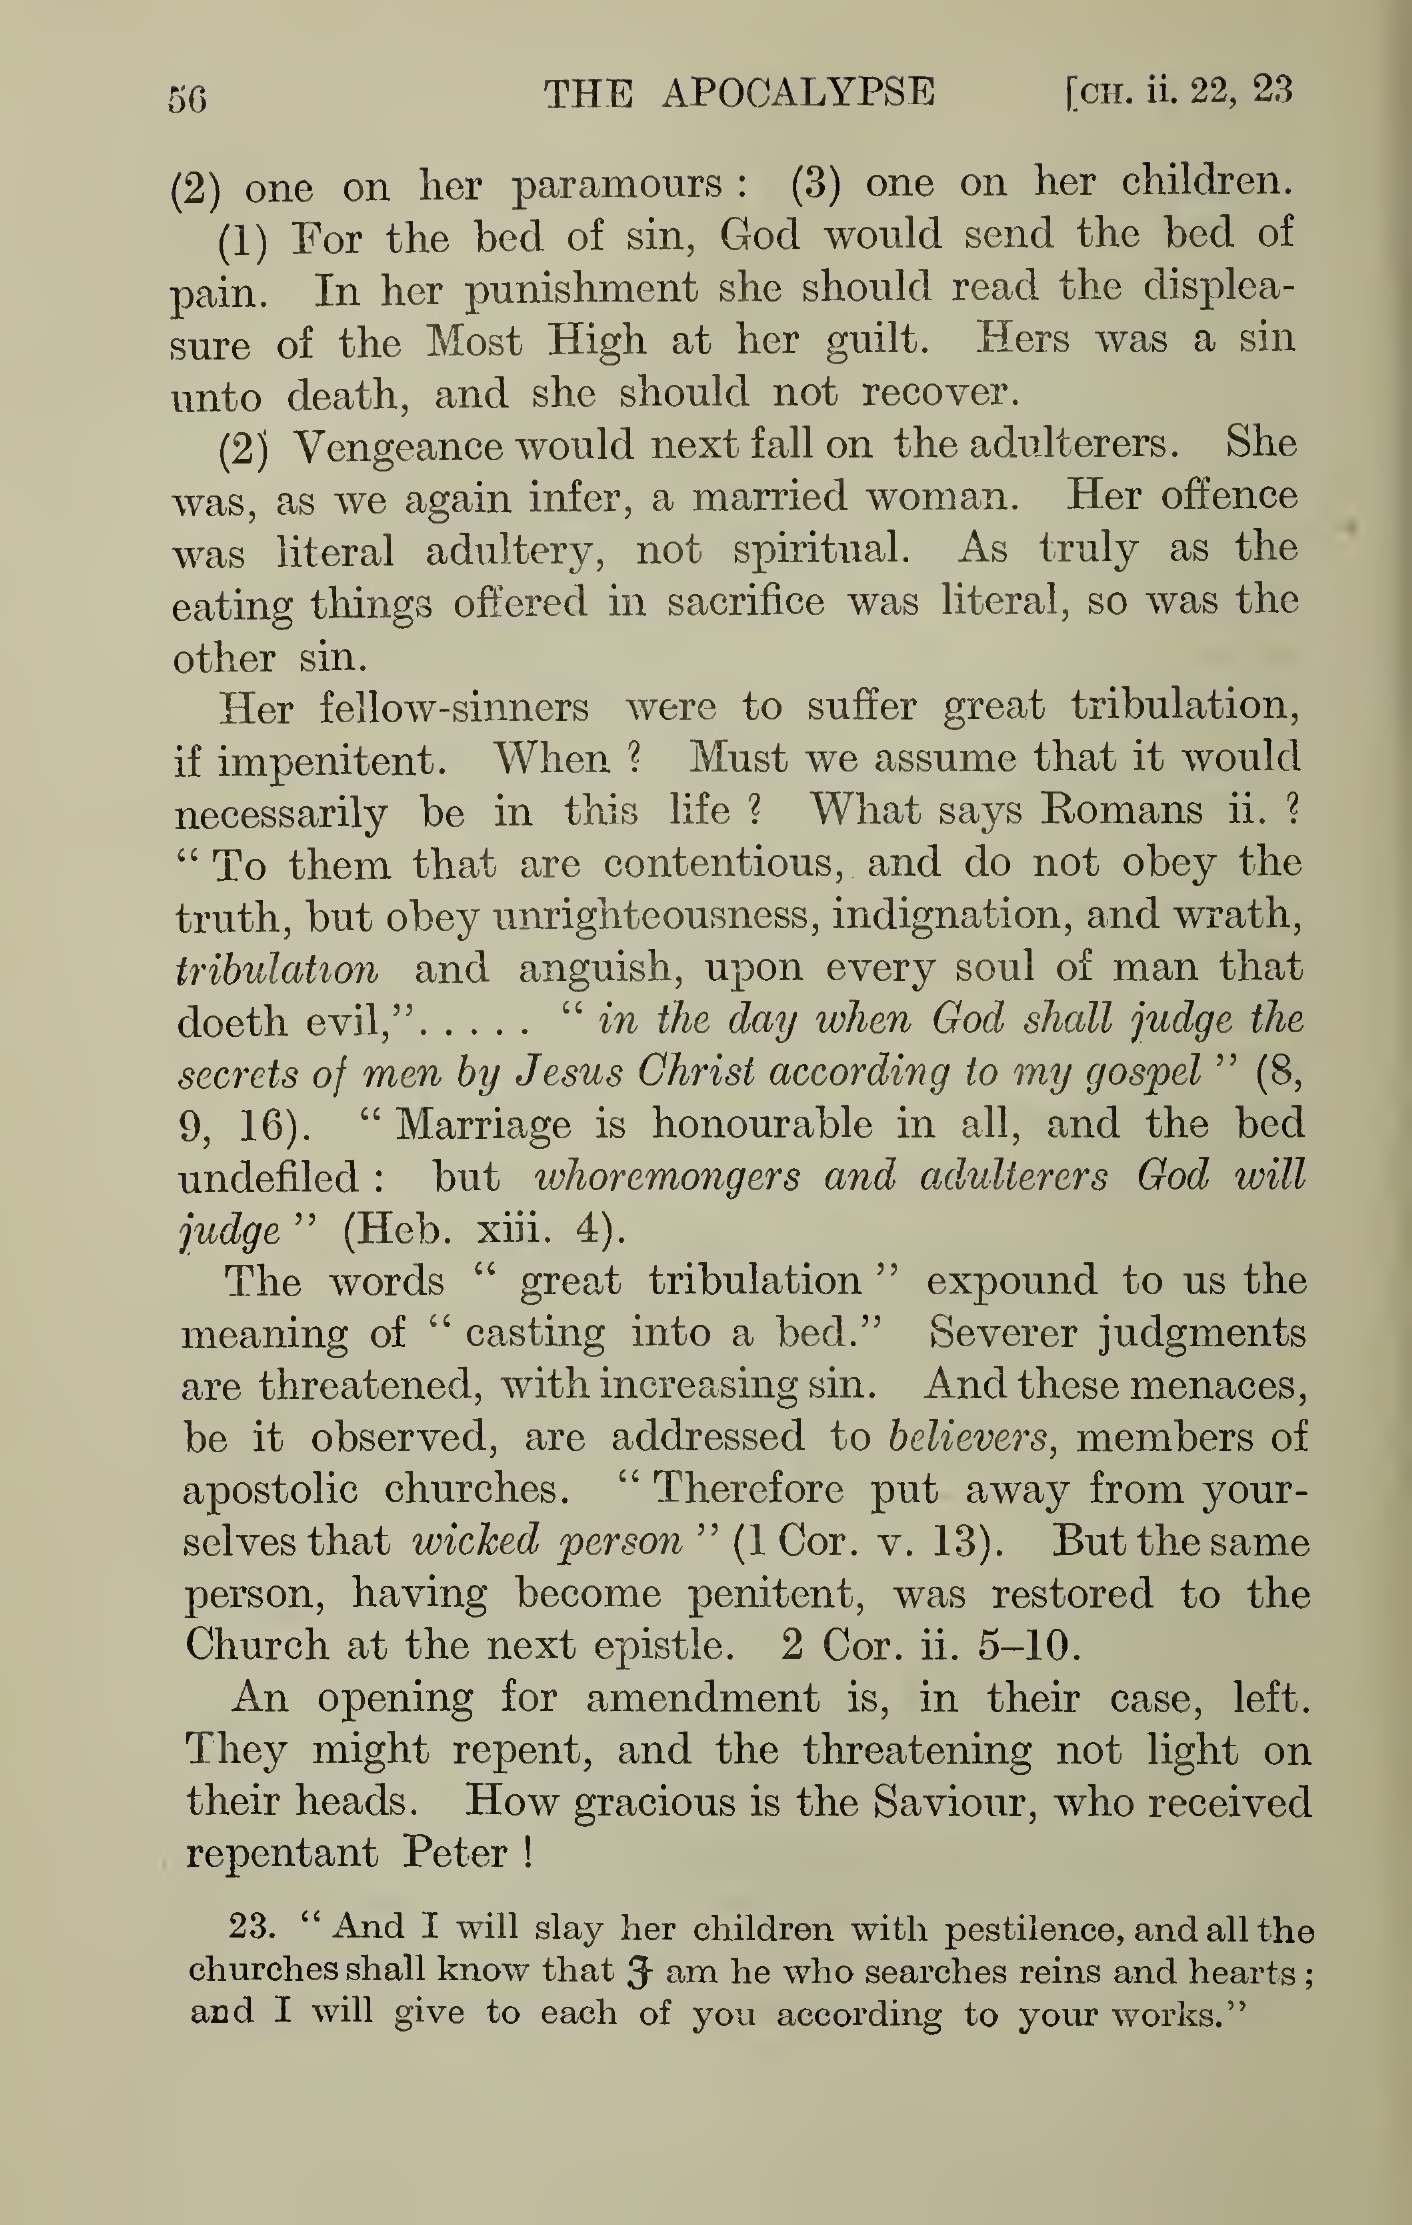 56 THE APOCALYPSE [CH. ii. 22, 23
(2) one on her paramours : (3) one on her children.
(1) For the bed of sin, God would send the bed of
pain. In her punishment she should read the displea-
sure of the Most High at her guilt. Hers was a sin
unto death, and she should not recover.
(2) Vengeance would next fall on the adulterers. She
was, as we again infer, a married woman. Her offence
was literal adultery, not spiritual. As truly as the
eating things offered in sacrifice was literal, so was the
other sin.
Her fellow-sinners were to suffer great tribulation,
if impenitent. When ? Must we assume that it would
necessarily be in this life ? What says Romans ii. ?
“ To them that are contentious, and do not obey the
truth, but obey unrighteousness, indignation, and wrath,
tribulation and anguish, upon every soul of man that
doeth evil,”. . . . . “ in the day when God shall judge the
secrets of men by Jesus Christ according to my gospel ” (8,
9, 16). “ Marriage is honourable in all, and the bed
undefiled : but whoremongers and adulterers God will
judge ” (Heb. xiii. 4).
The words “ great tribulation ” expound to us the
meaning of “ casting into a bed.” Severer judgments
are threatened, with increasing sin. And these menaces,
be it observed, are addressed to believers, members of
apostolic churches. “ Therefore put away from your-
selves that wicked person ” (1 Cor. v. 13). But the same
person, having become penitent, was restored to the
Church at the next epistle. 2 Cor. ii. 5–10.
An opening for amendment is, in their case, left.
They might repent, and the threatening not light on
their heads. How gracious is the Saviour, who received
repentant Peter !
23. “ And I will slay her children with pestilence, and all the
churches shall know that I am he who searches reins and hearts ;
and I will give to each of you according to your works.”